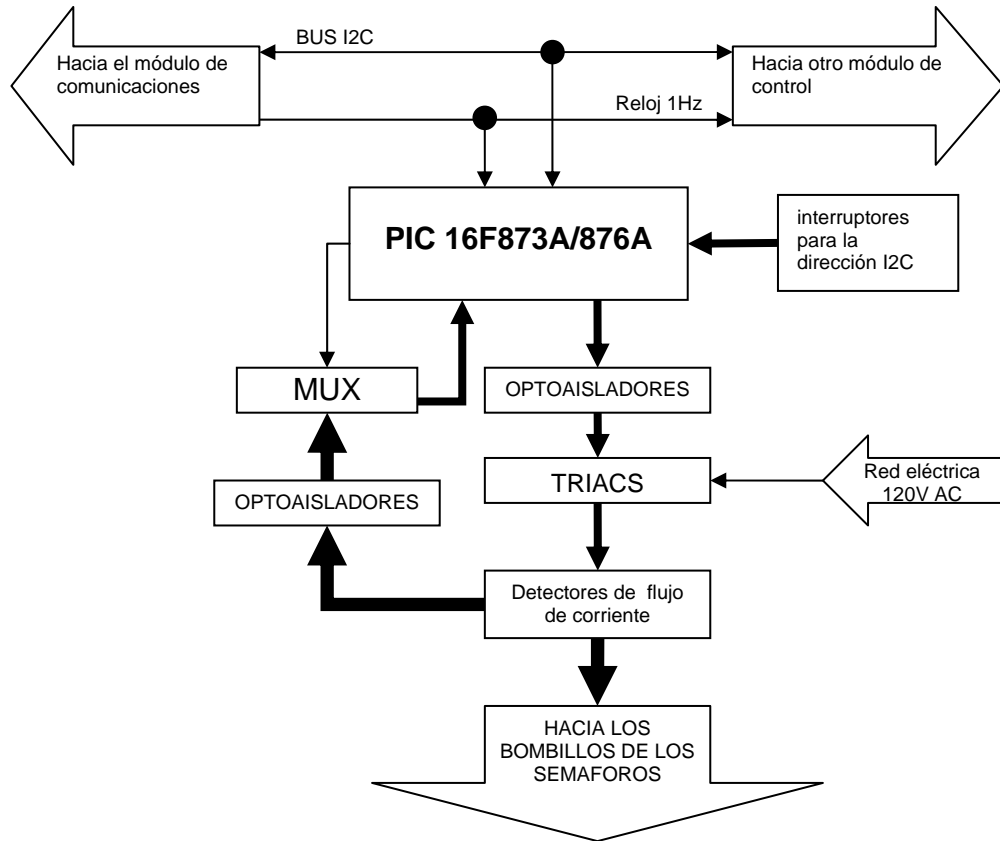 BUS I2C
Hacia el módulo de
comunicaciones
Hacia otro módulo de
control
Reloj 1Hz
PIC 16F873A/876A
interruptores
para la
dirección I2C
MUX
OPTOAISLADORES
TRIACS
Red eléctrica
120V AC
OPTOAISLADORES
Detectores de flujo
de corriente
HACIA LOS
BOMBILLOS DE LOS
SEMAFOROS